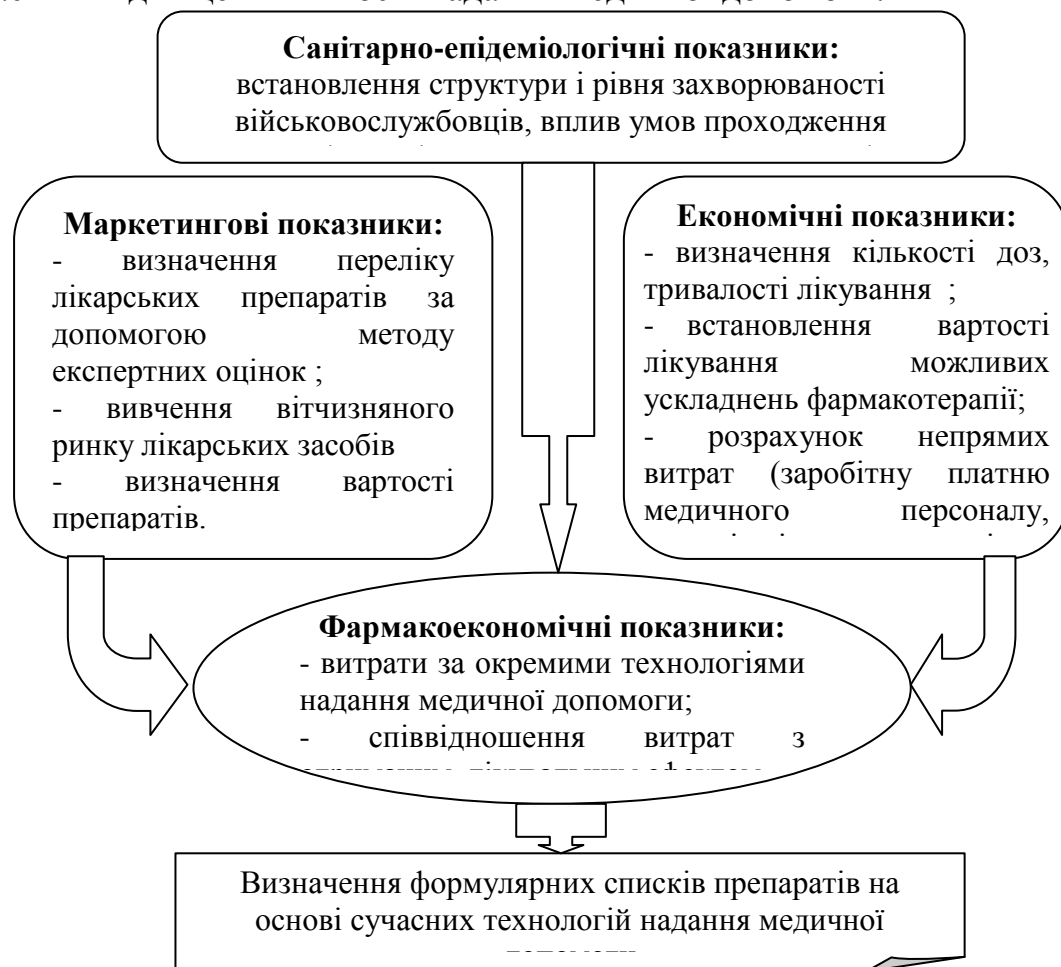 Санітарно-епідеміологічні показники:
встановлення структури і рівня захворюваності
військовослужбовців, вплив умов проходження
Маркетингові показники:
- визначення переліку
лікарських препаратів за
допомогою методу
експертних оцінок ;
- вивчення вітчизняного
ринку лікарських засобів
- визначення вартості
препаратів.
Економічні показники:
- визначення кількості доз,
тривалості лікування ;
- встановлення вартості
лікування можливих
ускладнень фармакотерапії;
- розрахунок непрямих
витрат (заробітну платню
медичного персоналу,
Фармакоекономічні показники:
- витрати за окремими технологіями
надання медичної допомоги;
- співвідношення витрат з
Визначення формулярних списків препаратів на
основі сучасних технологій надання медичної